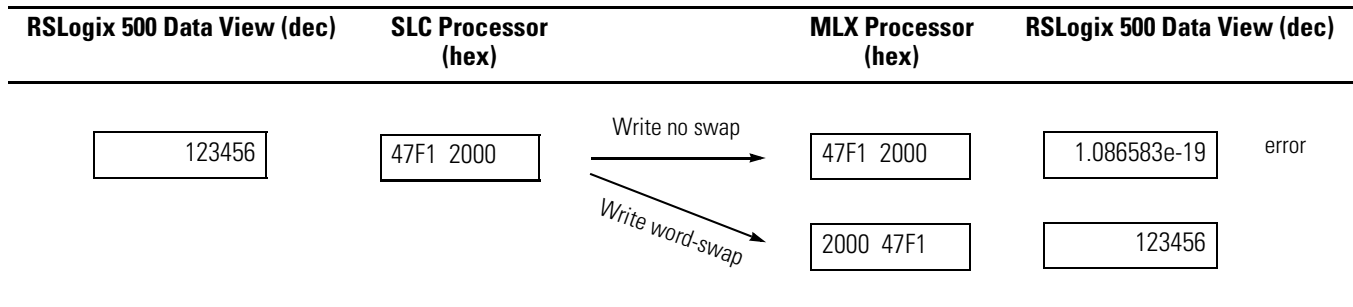 RSLogix 500 Data View (dec) SLC Processor (hex) MLX Processor (hex) RSLogix 500 Data View (dec)
Write no swap
123456 47F1 2000 47F1 2000 1.086583e-19 error
Write word-swap
2000 47F1 123456